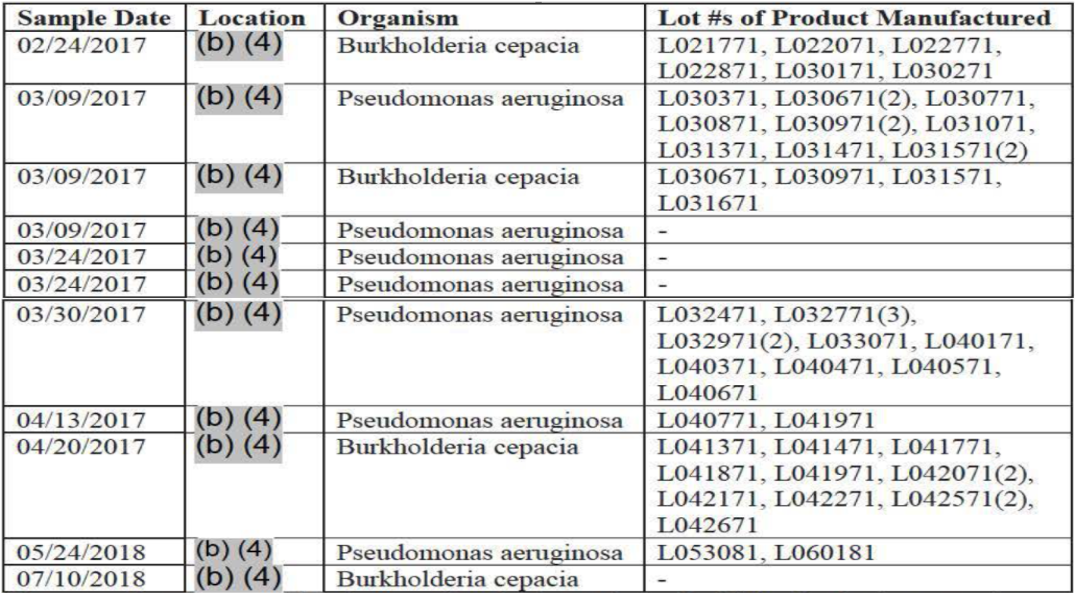 Sample Date Location Organism Lot #s of Product Manufactured
02/24/2017 (b) (4) Burkholderia cepacia L021771, L022071, L022771,
L022871, L030171, L030271
03/09/2017 (b) (4) Pseudomonas aeruginosa L030371, L030671(2), L030771,
L030871, L030971(2), L031071,
L031371, L031471, L031571(2)
03/09/2017 (b) (4) Burkholderia cepacia L030671, L030971, L031571,
L031671
03/09/2017 (b) (4) Pseudomonas aeruginosa -
03/24/2017 (b) (4) Pseudomonas aeruginosa -
03/24/2017 (b) (4) Pseudomonas aeruginosa -
03/30/2017 (b) (4) Pseudomonas aeruginosa L032471, L032771(3),
L032971(2), L033071, L040171,
L040371, L040471, L040571,
L040671
04/13/2017 (b) (4) Pseudomonas aeruginosa L040771, L041971
04/20/2017 (b) (4) Burkholderia cepacia L041371, L041471, L041771,
L041871, L041971, L042071(2),
L042171, L042271, L042571(2),
L042671
05/24/2018 (b) (4) Pseudomonas aeruginosa L053081, L060181
07/10/2018 (b) (4) Burkholderia cepacia -